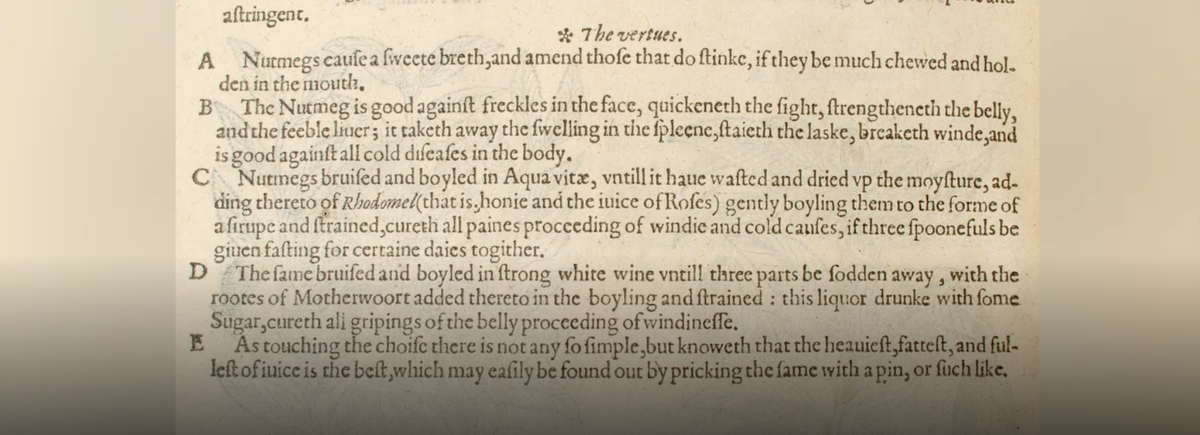 aſtringent.
❧ The vertues.
A Nutmegs cauſe a ſweete breth,and amend thoſe that do ſtinke, if they be much chewed and hol-
den in the mouth.
B The Nutmeg is good againſt freckles in the face, quickeneth the ſight, ſtrengtheneth the belly,
and the feeble liuer; it taketh away the ſwelling in the ſpleene,ſtaieth the laske, breaketh winde,and
is good againſt all cold diſeaſes in the body.
C Nutmegs bruiſed and boyled in Aqua vitæ, vntill it haue waſted and dried vp the moyſture, ad-
ding thereto of Rhodomel(that is,honie and the iuice of Roſes) gently boyling them to the forme of
a ſirupe and ſtrained,cureth all paines proceeding of windie and cold cauſes, if three ſpoonefuls be
giuen faſting for certaine daies togither.
D The ſame bruiſed and boyled in ſtrong white wine vntill three parts be ſodden away, with the
rootes of Motherwoort added thereto in the boyling and ſtrained : this liquor drunke with ſome
Sugar,cureth all gripings of the belly proceeding of windineſſe.
E As touching the choiſe there is not any ſo ſimple,but knoweth that the heauieſt,fatteſt, and ful-
leſt of iuice is the beſt,which may eaſily be found out by pricking the ſame with a pin, or ſuch like.